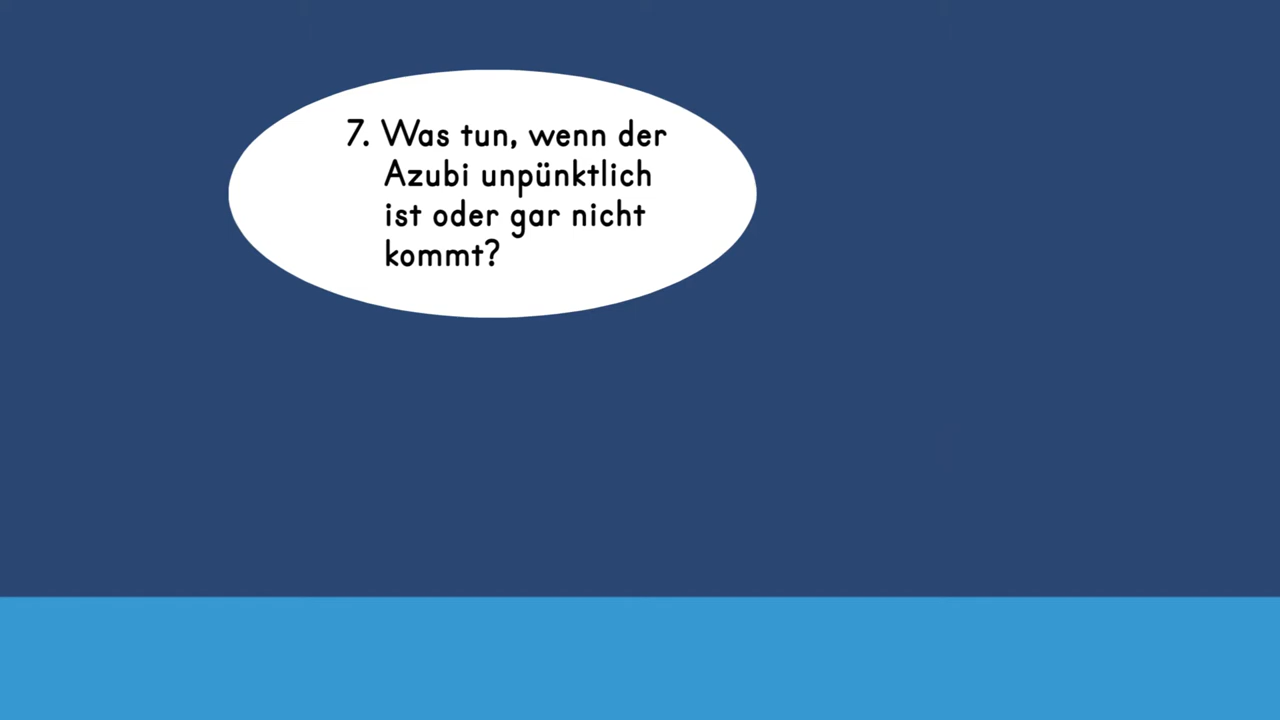 7. Was tun, wenn der
Azubi unpünktlich
ist oder gar nicht
kommt?